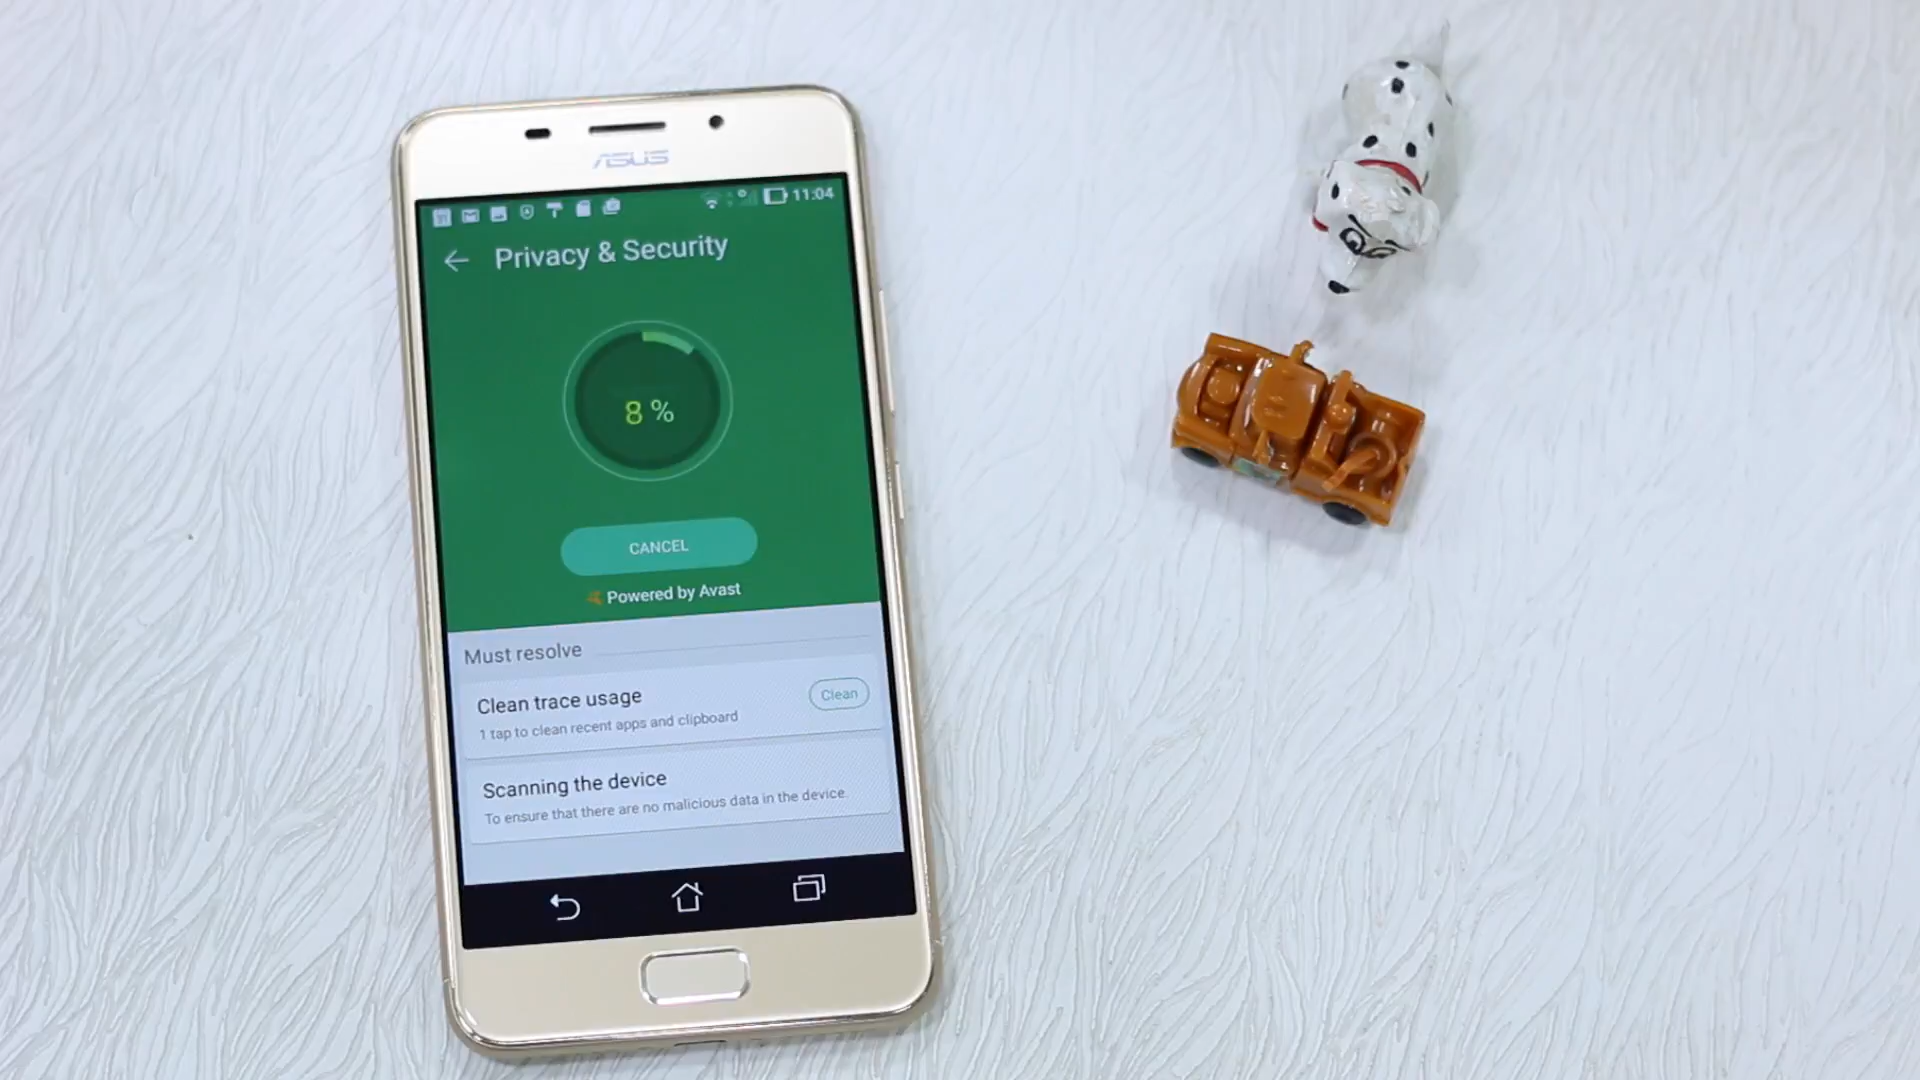 ASUS
11:04
Privacy & Security
8 %
CANCEL
Powered by Avast
Must resolve
Clean trace usage
Clean
1 tap to clean recent apps and clipboard
Scanning the device
To ensure that there are no malicious data in the device.